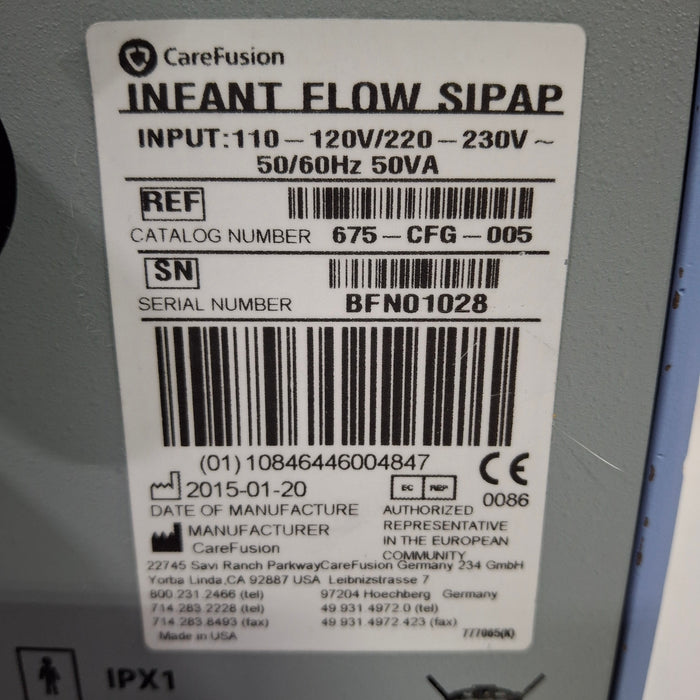 CareFusion
INFANT FLOW SIPAP
INPUT:110-120V/220-230V~
50/60Hz 50VA
REF
CATALOG NUMBER 675-CFG-005
SN
SERIAL NUMBER BFN01028
(01)10846446004847
CE
2015-01-20
EC REP
0086
DATE OF MANUFACTURE
AUTHORIZED
REPRESENTATIVE
IN THE EUROPEAN
COMMUNITY
MANUFACTURER
CareFusion
22745 Savi Ranch Parkway
Yorba Linda,CA 92887 USA
800.231.2466 (tel)
714.283.2228 (tel)
714.283.8493 (fax)
Made in USA
CareFusion Germany 234 GmbH
Leibnizstrasse 7
97204 Hoechberg Germany
49 931 4972.0 (tel)
49 931 4972.423 (fax)
777085(K)
IPX1